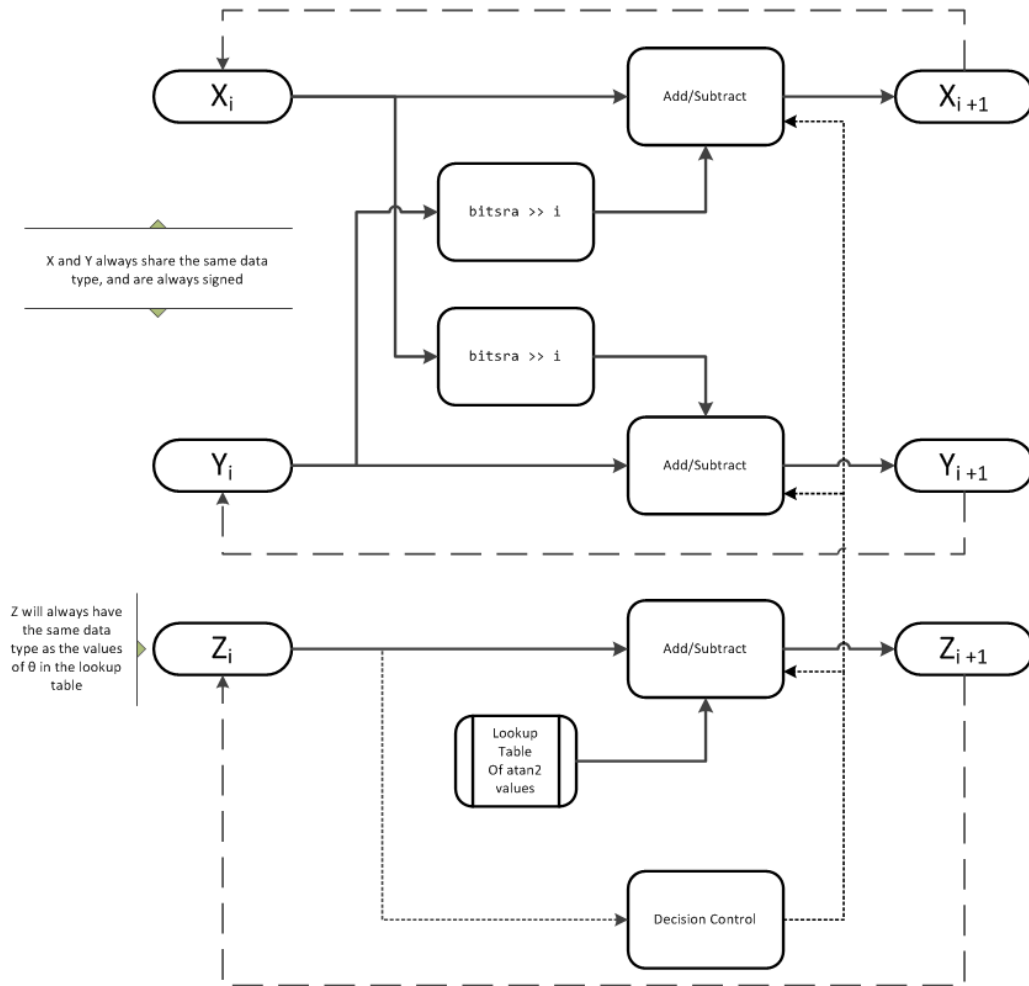 Xi
Add/Subtract
Xi+1
bitsra >> i
X and Y always share the same data
type, and are always signed
bitsra >> i
Yi
Add/Subtract
Yi+1
Z will always have
the same data
type as the values
of θ in the lookup
table
Zi
Add/Subtract
Zi+1
Lookup
Table
Of atan2
values
Decision Control